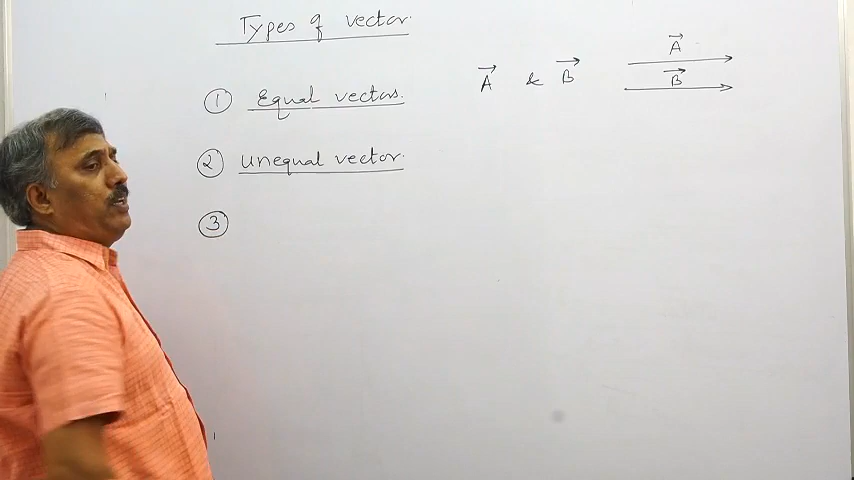 Types of vector.
① Equal vectors.
A⃗ & B⃗
A⃗
B⃗
② unequal vector.
③